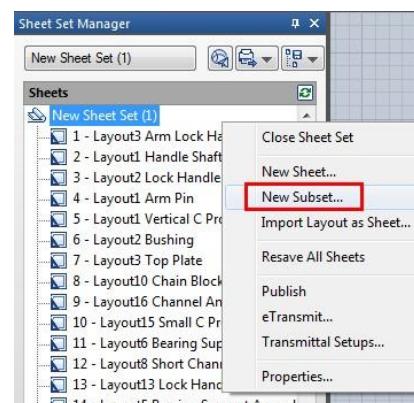 Sheet Set Manager
New Sheet Set (1)
Sheets
New Sheet Set (1)
1 - Layout3 Arm Lock Ha
2 - Layout1 Handle Shaft
3 - Layout2 Lock Handle
4 - Layout1 Arm Pin
5 - Layout1 Vertical C Pro
6 - Layout2 Bushing
7 - Layout3 Top Plate
8 - Layout10 Chain Block
9 - Layout16 Channel An
10 - Layout15 Small C Pr
11 - Layout6 Bearing Sup
12 - Layout8 Short Chann
13 - Layout13 Lock Hand
Close Sheet Set
New Sheet...
New Subset...
Import Layout as Sheet...
Resave All Sheets
Publish
eTransmit...
Transmittal Setups...
Properties...